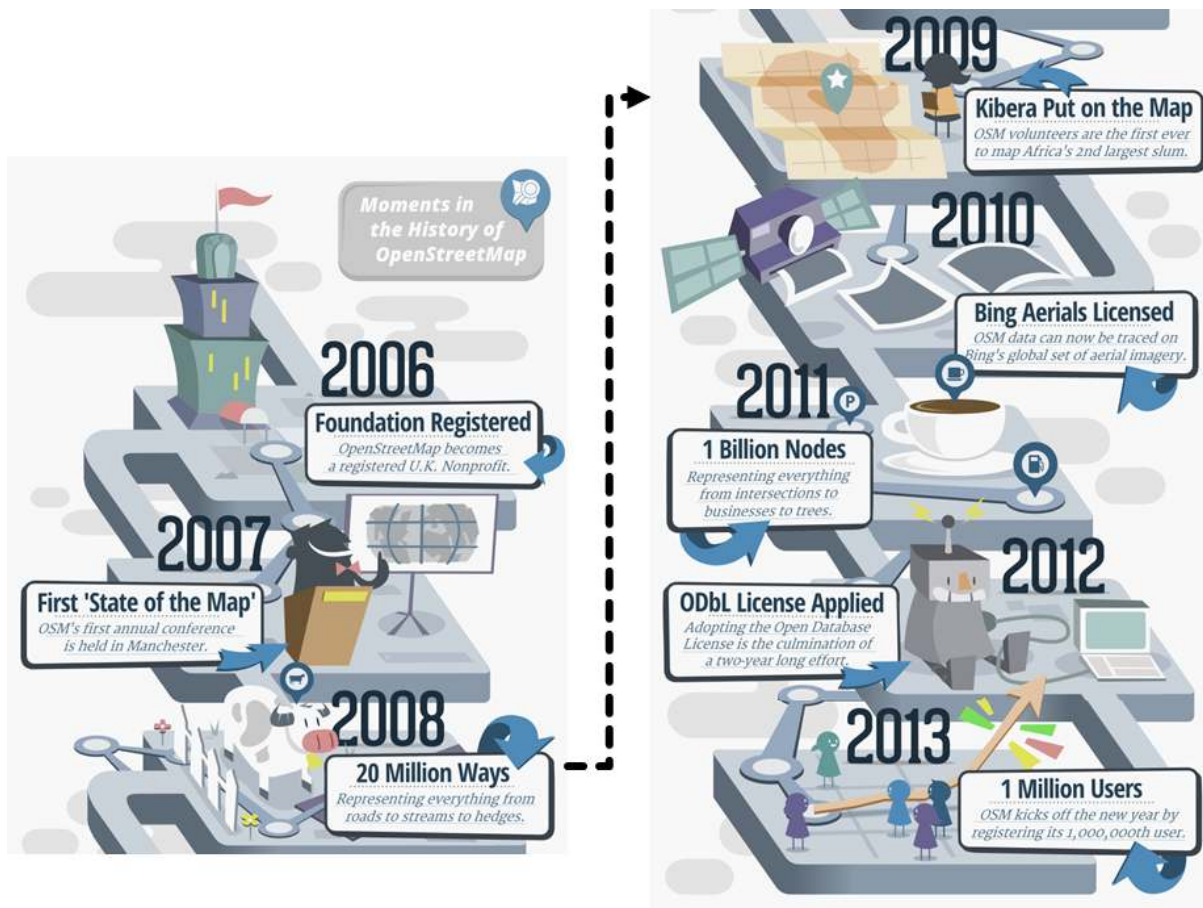 Moments in
the History of
OpenStreetMap
2006
Foundation Registered
OpenStreetMap becomes
a registered U.K. Nonprofit.
2007
First 'State of the Map'
OSM's first annual conference
is held in Manchester.
2008
20 Million Ways
Representing everything from
roads to streams to hedges.
2009
Kibera Put on the Map
OSM volunteers are the first ever
to map Africa's 2nd largest slum.
2010
Bing Aerials Licensed
OSM data can now be traced on
Bing's global set of aerial imagery.
2011
P
1 Billion Nodes
Representing everything
from intersections to
businesses to trees.
2012
ODbL License Applied
Adopting the Open Database
License is the culmination of
a two-year long effort.
2013
1 Million Users
OSM kicks off the new year by
registering its 1,000,000th user.